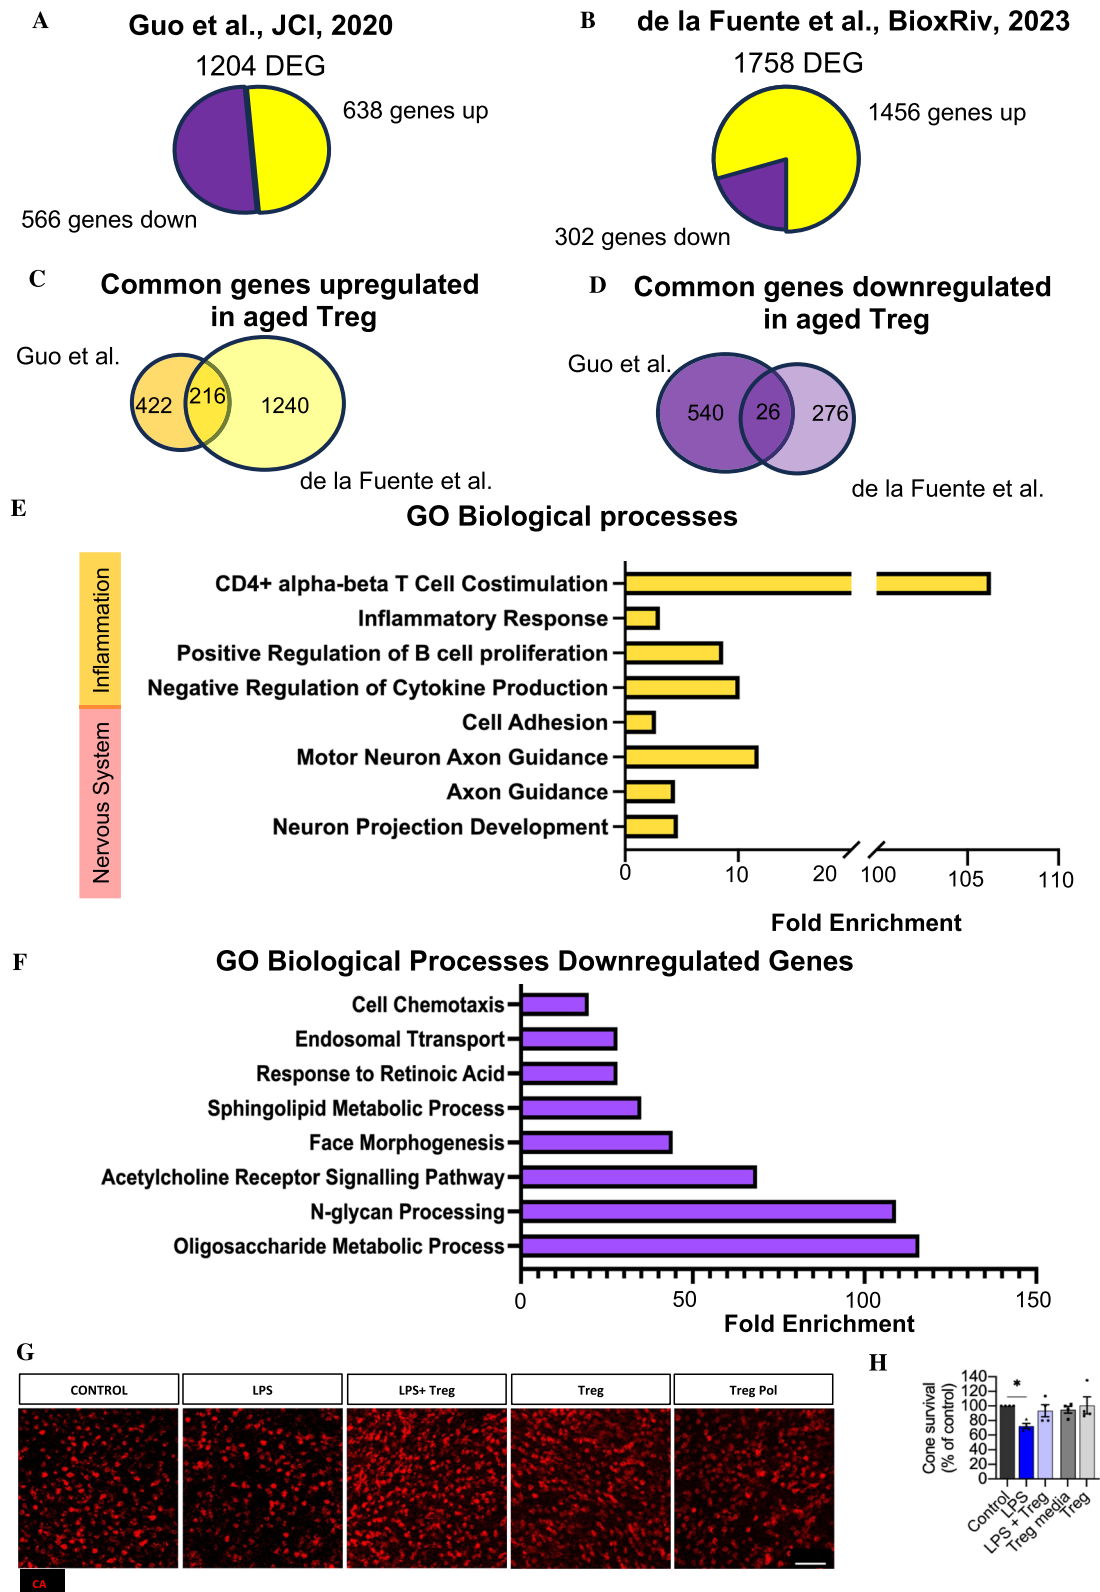 A
Guo et al., JCI, 2020
1204 DEG
638 genes up
566 genes down
B
de la Fuente et al., BioxRiv, 2023
1758 DEG
1456 genes up
302 genes down
C
Common genes upregulated
in aged Treg
Guo et al.
422
216
1240
de la Fuente et al.
D
Common genes downregulated
in aged Treg
Guo et al.
540
26
276
de la Fuente et al.
E
GO Biological processes
Inflammation
Nervous System
CD4+ alpha-beta T Cell Costimulation
Inflammatory Response
Positive Regulation of B cell proliferation
Negative Regulation of Cytokine Production
Cell Adhesion
Motor Neuron Axon Guidance
Axon Guidance
Neuron Projection Development
0 10 20 100 105 110
Fold Enrichment
F
GO Biological Processes Downregulated Genes
Cell Chemotaxis
Endosomal Ttransport
Response to Retinoic Acid
Sphingolipid Metabolic Process
Face Morphogenesis
Acetylcholine Receptor Signalling Pathway
N-glycan Processing
Oligosaccharide Metabolic Process
0 50 100 150
Fold Enrichment
G
CONTROL
LPS
LPS+ Treg
Treg
Treg Pol
CA
H
Cone survival
(% of control)
140
120
100
80
60
40
20
0
*
Control
LPS
LPS + Treg
Treg media
Treg